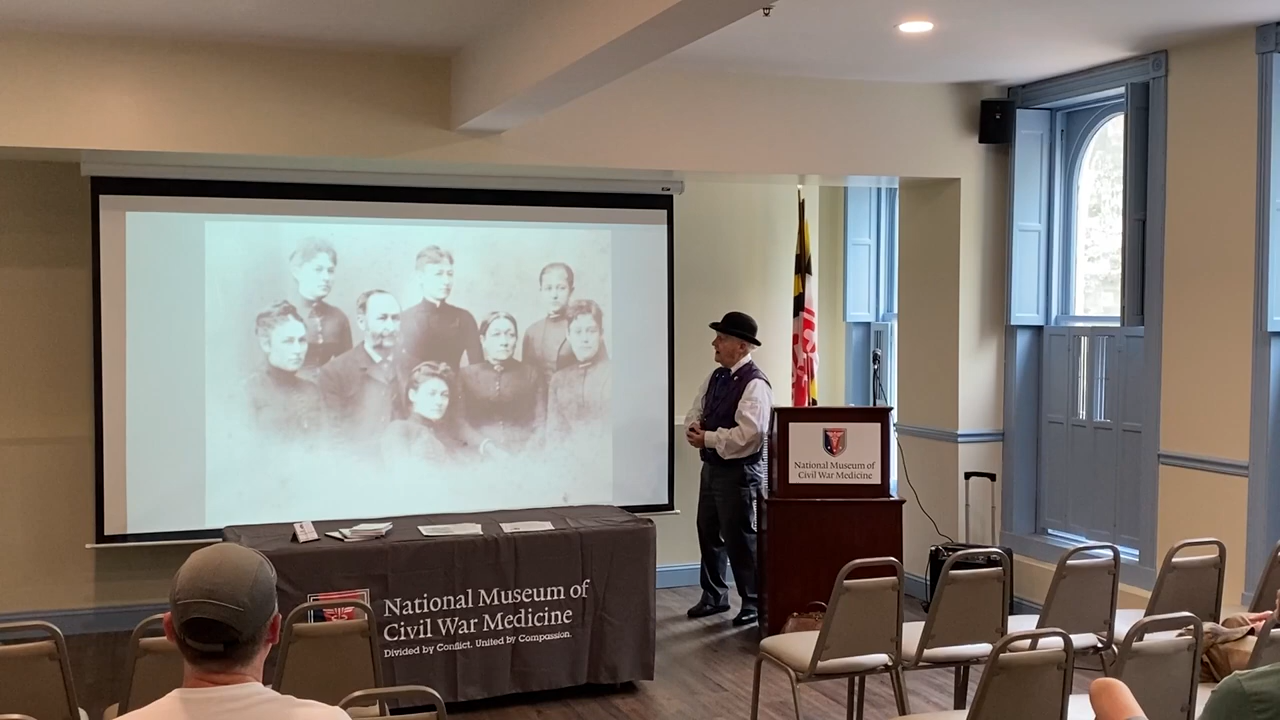 National Museum of
Civil War Medicine
National Museum of
Civil War Medicine
Divided by Conflict. United by Compassion.